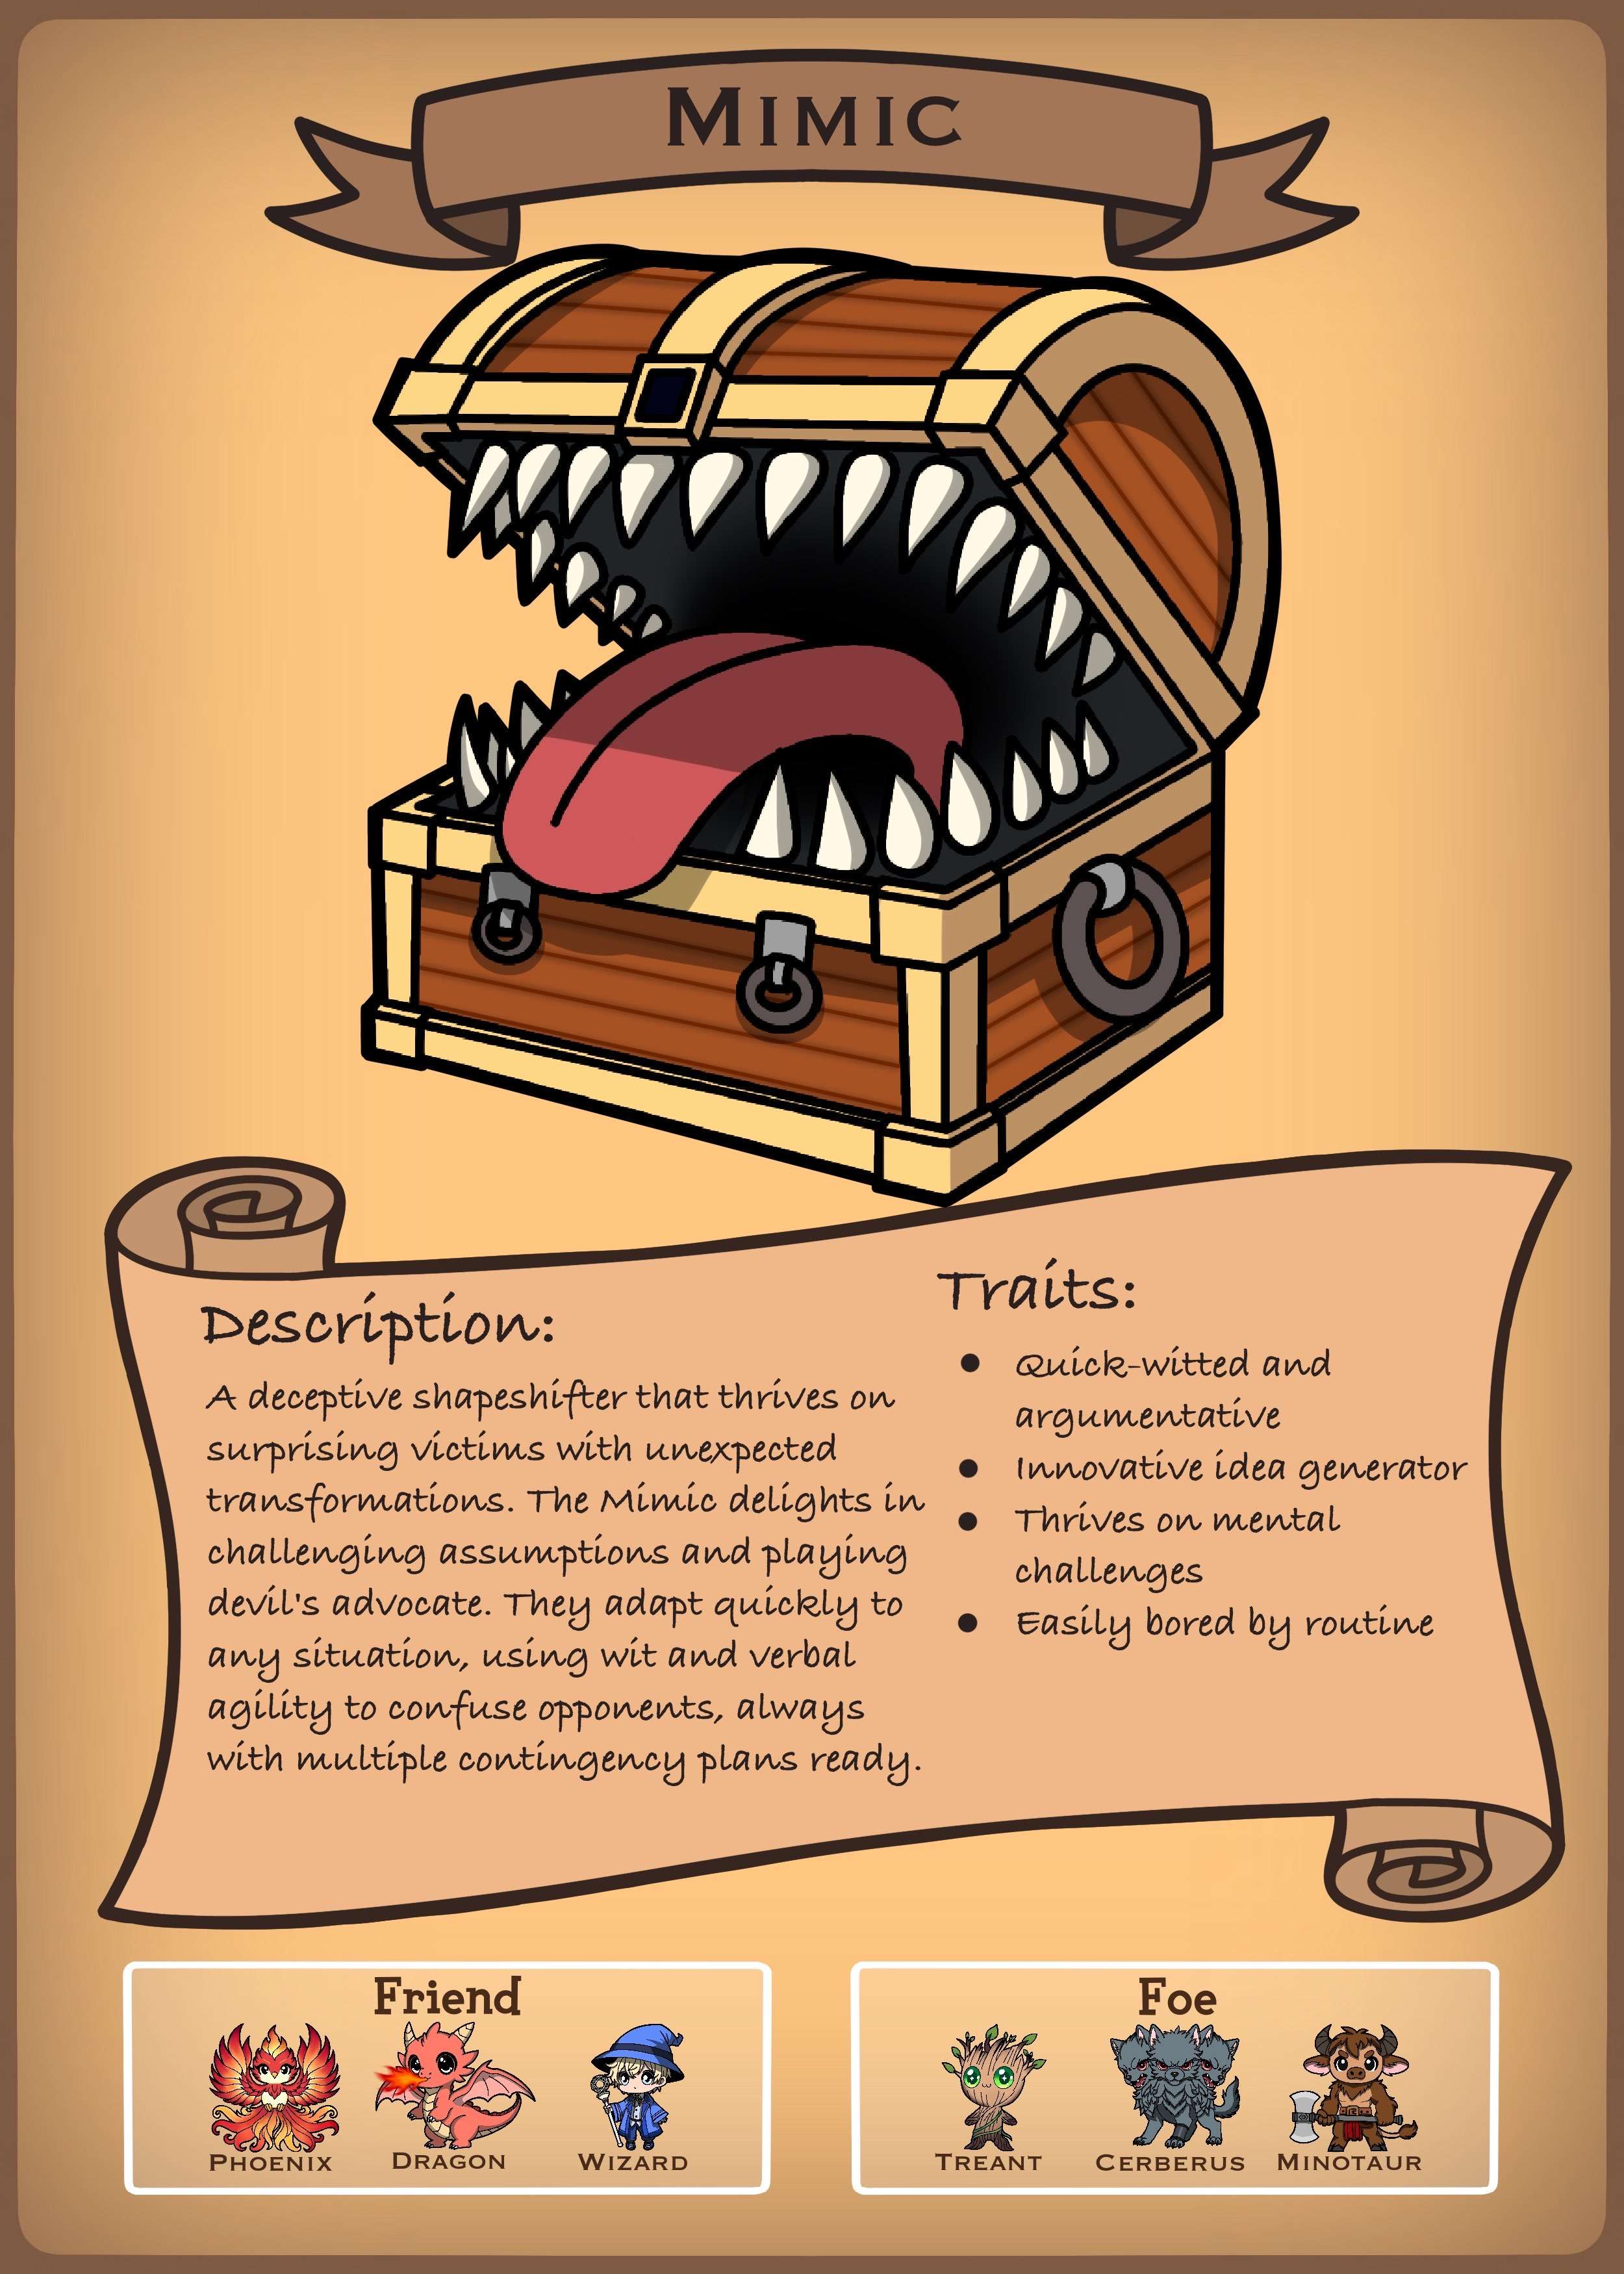 MIMIC
Description:
A deceptive shapeshifter that thrives on
surprising victims with unexpected
transformations. The Mimic delights in
challenging assumptions and playing
devil's advocate. They adapt quickly to
any situation, using wit and verbal
agility to confuse opponents, always
with multiple contingency plans ready.
Traits:
● Quick-witted and
argumentative
● Innovative idea generator
● Thrives on mental
challenges
● Easily bored by routine
Friend
PHOENIX
DRAGON
WIZARD
Foe
TREANT
CERBERUS
MINOTAUR